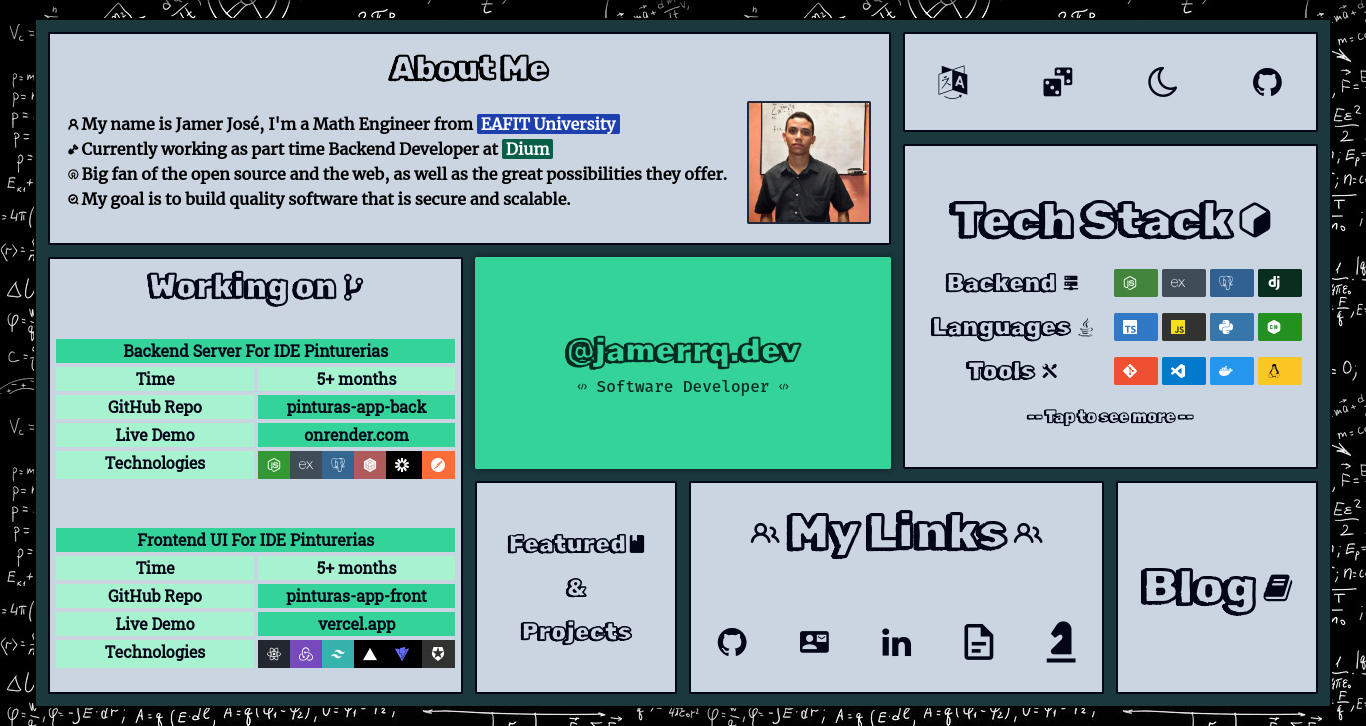 About Me
My name is Jamer José, I'm a Math Engineer from EAFIT University
Currently working as part time Backend Developer at Dium
Big fan of the open source and the web, as well as the great possibilities they offer.
My goal is to build quality software that is secure and scalable.
Tech Stack
Backend
ex
dj
Languages
TS
JS
Tools
-- Tap to see more --
Working on
Backend Server For IDE Pinturerias
Time
5+ months
GitHub Repo
pinturas-app-back
Live Demo
onrender.com
Technologies
ex
Frontend UI For IDE Pinturerias
Time
5+ months
GitHub Repo
pinturas-app-front
Live Demo
vercel.app
Technologies
@jamerrq.dev
Software Developer
Featured
&
Projects
My Links
in
Blog